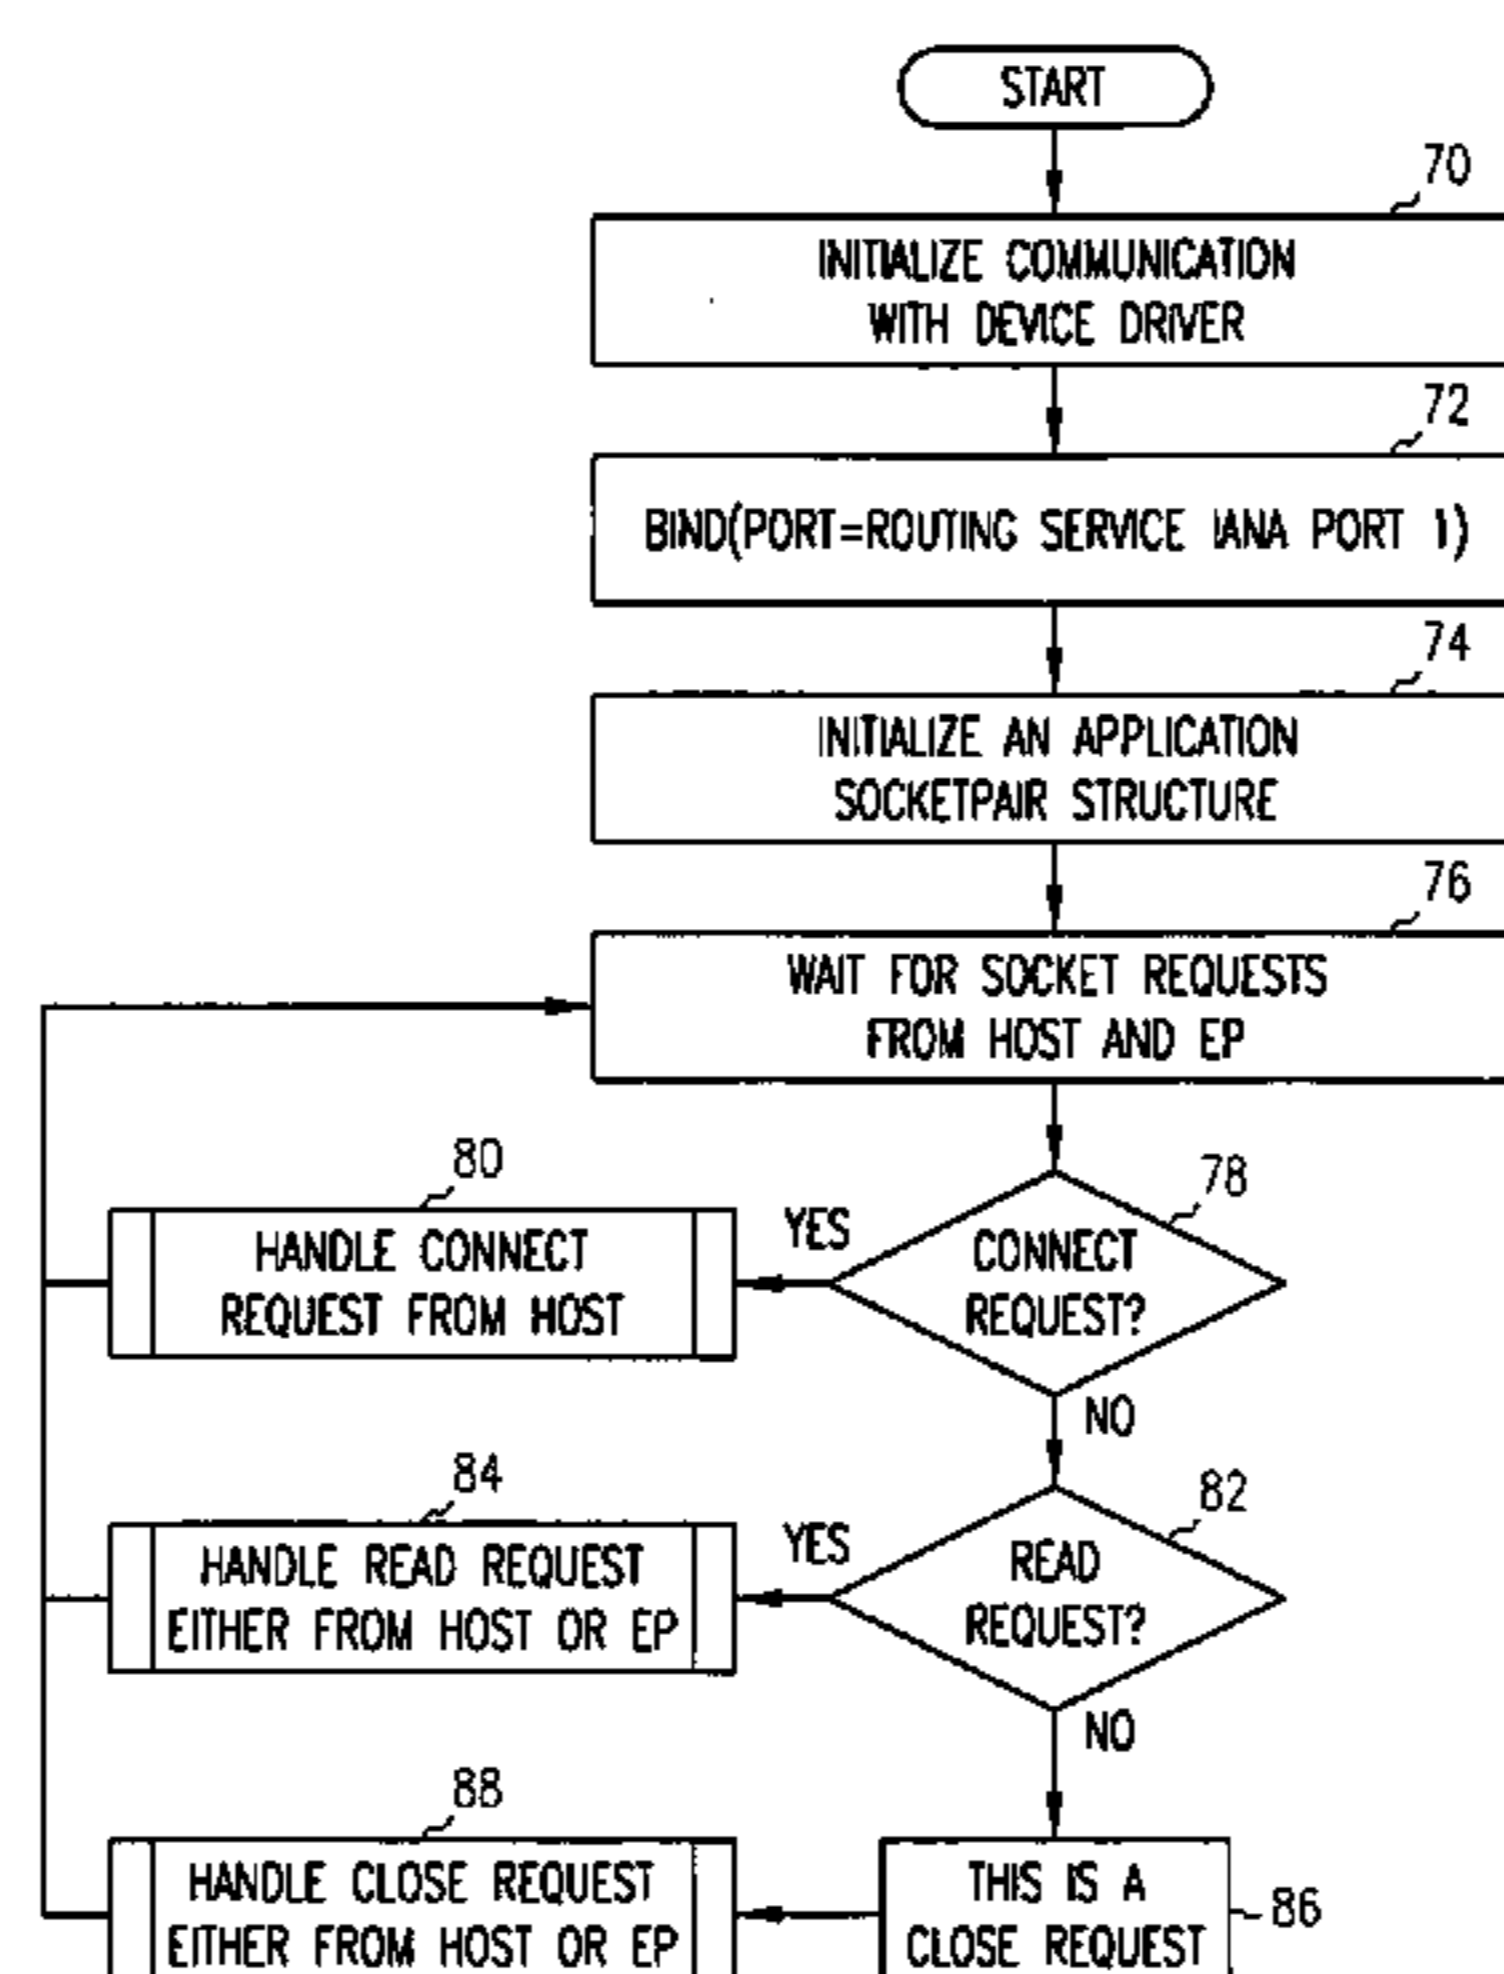 START
70
INITIALIZE COMMUNICATION
WITH DEVICE DRIVER
72
BIND(PORT=ROUTING SERVICE IANA PORT 1)
74
INITIALIZE AN APPLICATION
SOCKETPAIR STRUCTURE
76
WAIT FOR SOCKET REQUESTS
FROM HOST AND EP
80
HANDLE CONNECT
REQUEST FROM HOST
YES
78
CONNECT
REQUEST?
NO
84
HANDLE READ REQUEST
EITHER FROM HOST OR EP
YES
82
READ
REQUEST?
NO
88
HANDLE CLOSE REQUEST
EITHER FROM HOST OR EP
THIS IS A
CLOSE REQUEST
86